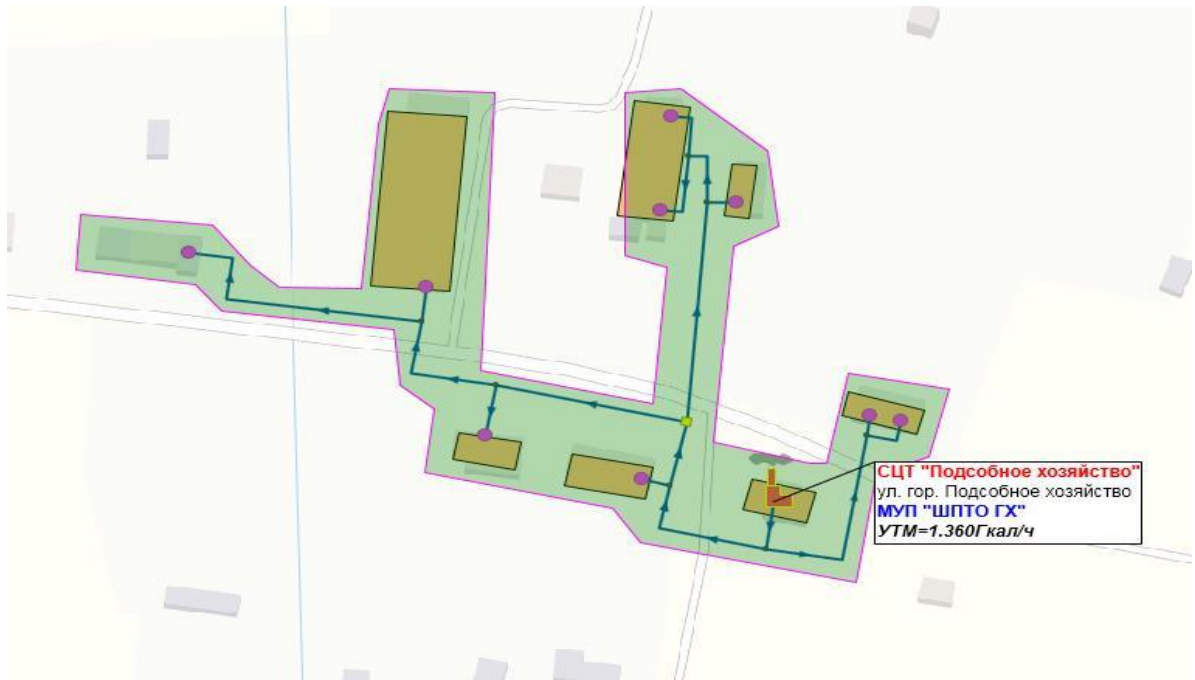 СЦТ "Подсобное хозяйство"
ул. гор. Подсобное хозяйство
МУП "ШПТО ГХ"
УТМ=1.360Гкал/ч